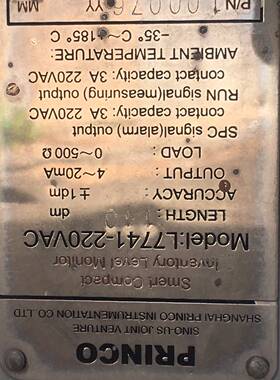 PRINCO
SINO-US JOINT VENTURE
SHANGHAI PRINCO INSTRUMENTATION CO LTD
Smart Compact
Inventory Level Monitor
Model:L7741-220VAC
LENGTH: dm
ACCURACY: ±1dm
OUTPUT: 4~20mA
LOAD: 0~500Ω
SPC signal(alarm) output
contact capacity: 3A 220VAC
RUN signal(measuring) output
contact capacity: 3A 220VAC
AMBIENT TEMPERATURE:
-35°C~+185°C
P/N YY MM